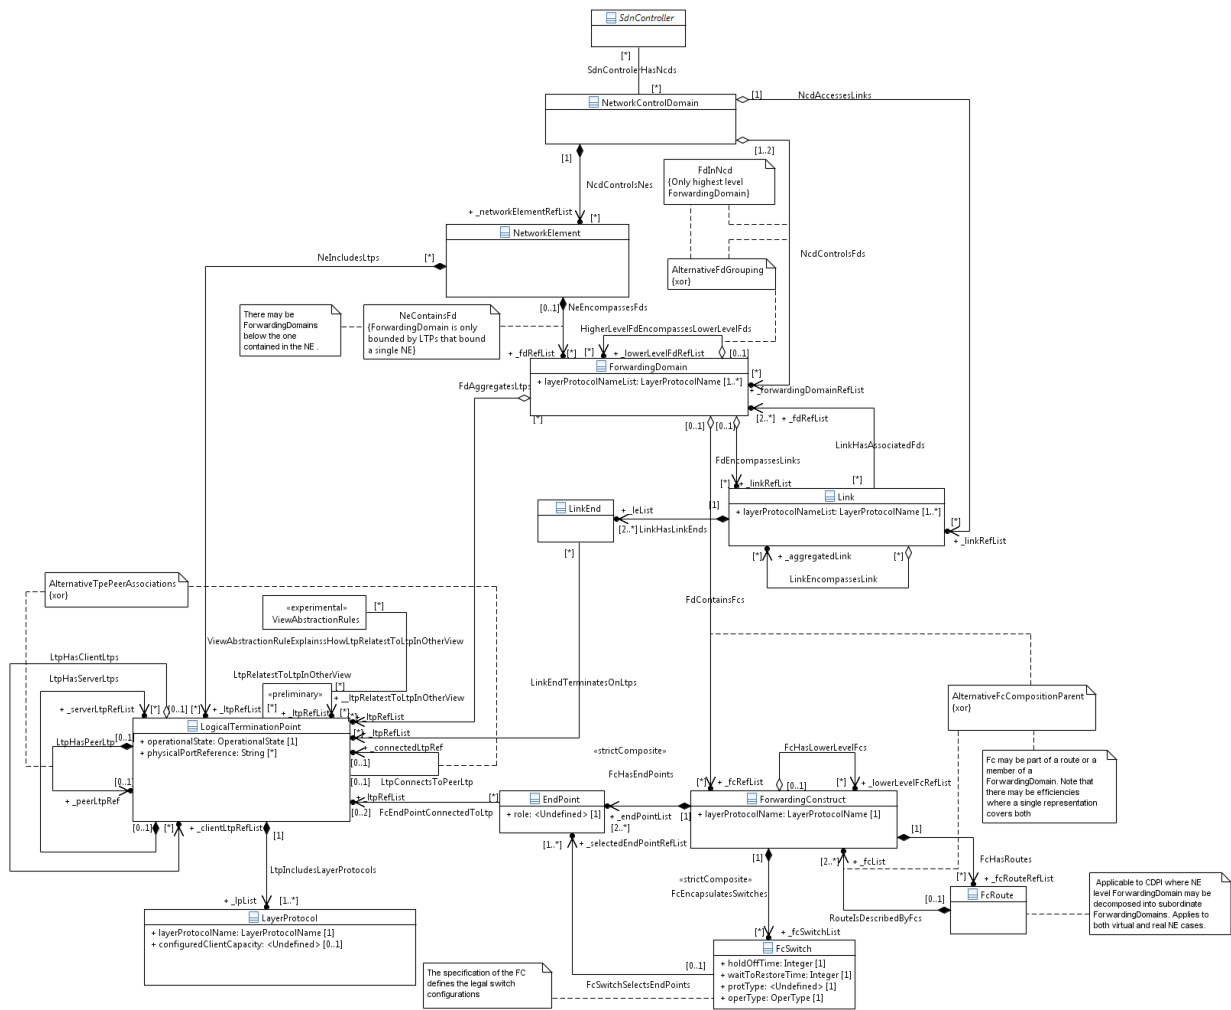 SdnController
[*]
SdnControlerHasNcds
[*]
NetworkControlDomain
[1]
NcdAccessLinks
[1]
[1..2]
FdInNcd
{Only highest level
ForwardingDomain}
NcdControlsNes
+ _networkElementRefList
[*]
NetworkElement
NeIncludesLtps
[*]
NcdControlsFds
AlternativeFdGrouping
{xor}
[0..1]
NeEncompassesFds
There may be
ForwardingDomains
below the one
contained in the NE .
NeContainsFd
{ForwardingDomain is only
bounded by LTPs that bound
a single NE}
HigherLevelFdEncompassesLowerLevelFds
+ _fdRefList
[*]
[*]
+ _lowerLevelFdRefList
[0..1]
ForwardingDomain
+ layerProtocolNameList: LayerProtocolName [1..*]
[*]
+ _forwardingDomainRefList
FdAggregatesLtps
[*]
[2..*]
+ _fdRefList
[0..1]
[0..1]
LinkHasAssociatedFds
FdEncompassesLinks
[*]
+ _linkRefList
[*]
Link
+ layerProtocolNameList: LayerProtocolName [1..*]
LinkEnd
+ _leList
[1]
[2..*]
LinkHasLinkEnds
[*]
+ _linkRefList
[*]
[*]
+ _aggregatedLink
[*]
LinkEncompassesLink
AlternativeTpePeerAssociations
{xor}
«experimental»
ViewAbstractionRules
[*]
FdContainsFcs
ViewAbstractionRuleExplainssHowLtpRelatestToLtpInOtherView
LtpHasClientLtps
LtpHasServerLtps
LtpRelatestToLtpInOtherView
«preliminary»
[*]
+ _ltpRelatestToLtpInOtherView
LinkEndTerminatesOnLtps
AlternativeFcCompositionParent
{xor}
+ _serverLtpRefList
[*]
[0..1]
[*]
+ _ltpRefList
[*]
+ _ltpRefList
[*]
+ _ltpRefList
LogicalTerminationPoint
+ operationalState: OperationalState [1]
+ physicalPortReference: String [*]
[*]
+ _ltpRefList
[0..1]
LtpHasPeerLtp
+ _connectedLtpRef
[0..1]
[0..1]
LtpConnectsToPeerLtp
[0..1]
+ _peerLtpRef
«strictComposite»
FcHasEndPoints
FcHasLowerLevelFcs
Fc may be part of a route or a
member of a
ForwardingDomain. Note that
there may be efficiencies
where a single representation
covers both
[*]
+ _fcRefList
[0..1]
+ _lowerLevelFcRefList
+ _ltpRefList
[*]
[0..2]
FcEndPointConnectedToLtp
EndPoint
+ role: <Undefined> [1]
ForwardingConstruct
+ layerProtocolName: LayerProtocolName [1]
+ _endPointList
[1]
[2..*]
[0..1]
[*]
+ _clientLtpRefList
[1]
[1..*]
+ _selectedEndPointRefList
[1]
[2..*]
+ _fcList
[1]
FcHasRoutes
[*]
+ _fcRouteRefList
LtpIncludesLayerProtocols
«strictComposite»
FcEncapsulatesSwitches
FcRoute
[0..1]
RouteIsDescribedByFcs
Applicable to CDPI where NE
level ForwardingDomain may be
decomposed into subordinate
ForwardingDomains. Applies to
both virtual and real NE cases.
+ _lpList
[1..*]
LayerProtocol
+ layerProtocolName: LayerProtocolName [1]
+ configuredClientCapacity: <Undefined> [0..1]
[*]
+ _fcSwitchList
FcSwitch
+ holdOffTime: Integer [1]
+ waitToRestoreTime: Integer [1]
+ protType: <Undefined> [1]
+ operType: OperType [1]
[0..1]
FcSwitchSelectsEndPoints
The specification of the FC
defines the legal switch
configurations